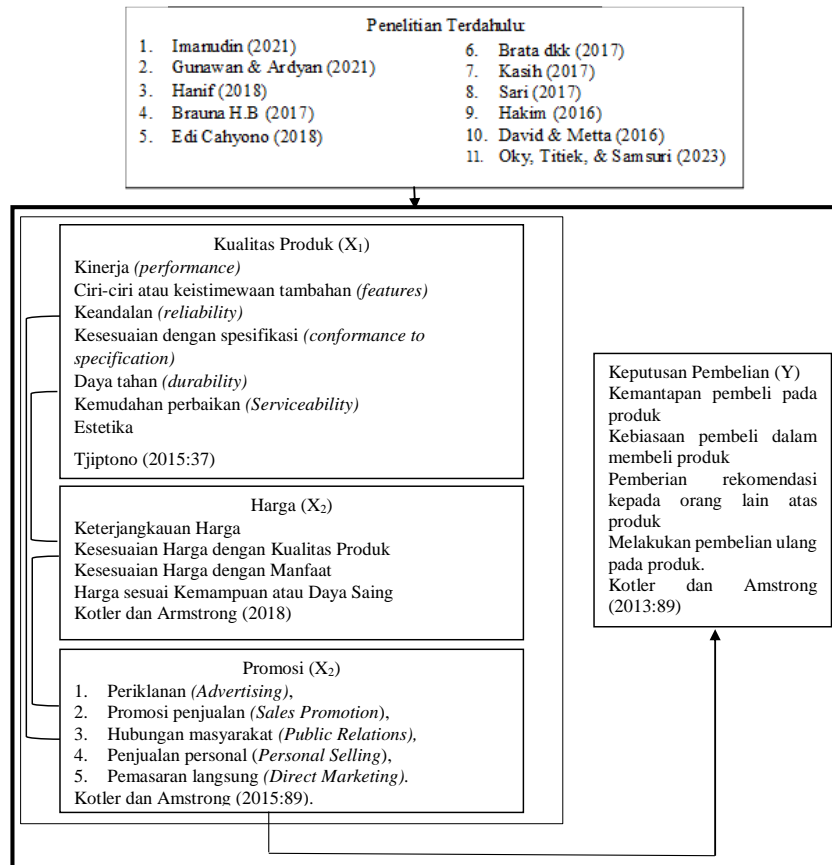 Penelitian Terdahulu:
1. Imanudin (2021)
2. Gunawan & Ardyan (2021)
3. Hanif (2018)
4. Brauna H.B (2017)
5. Edi Cahyono (2018)
6. Brata dkk (2017)
7. Kasih (2017)
8. Sari (2017)
9. Hakim (2016)
10. David & Metta (2016)
11. Oky, Titiek, & Samsuri (2023)
Kualitas Produk (X₁)
Kinerja (performance)
Ciri-ciri atau keistimewaan tambahan (features)
Keandalan (reliability)
Kesesuaian dengan spesifikasi (conformance to
specification)
Daya tahan (durability)
Kemudahan perbaikan (Serviceability)
Estetika
Tjiptono (2015:37)
Harga (X₂)
Keterjangkauan Harga
Kesesuaian Harga dengan Kualitas Produk
Kesesuaian Harga dengan Manfaat
Harga sesuai Kemampuan atau Daya Saing
Kotler dan Armstrong (2018)
Promosi (X₂)
1. Periklanan (Advertising),
2. Promosi penjualan (Sales Promotion),
3. Hubungan masyarakat (Public Relations),
4. Penjualan personal (Personal Selling),
5. Pemasaran langsung (Direct Marketing).
Kotler dan Amstrong (2015:89).
Keputusan Pembelian (Y)
Kemantapan pembeli pada
produk
Kebiasaan pembeli dalam
membeli produk
Pemberian rekomendasi
kepada orang lain atas
produk
Melakukan pembelian ulang
pada produk.
Kotler dan Amstrong
(2013:89)